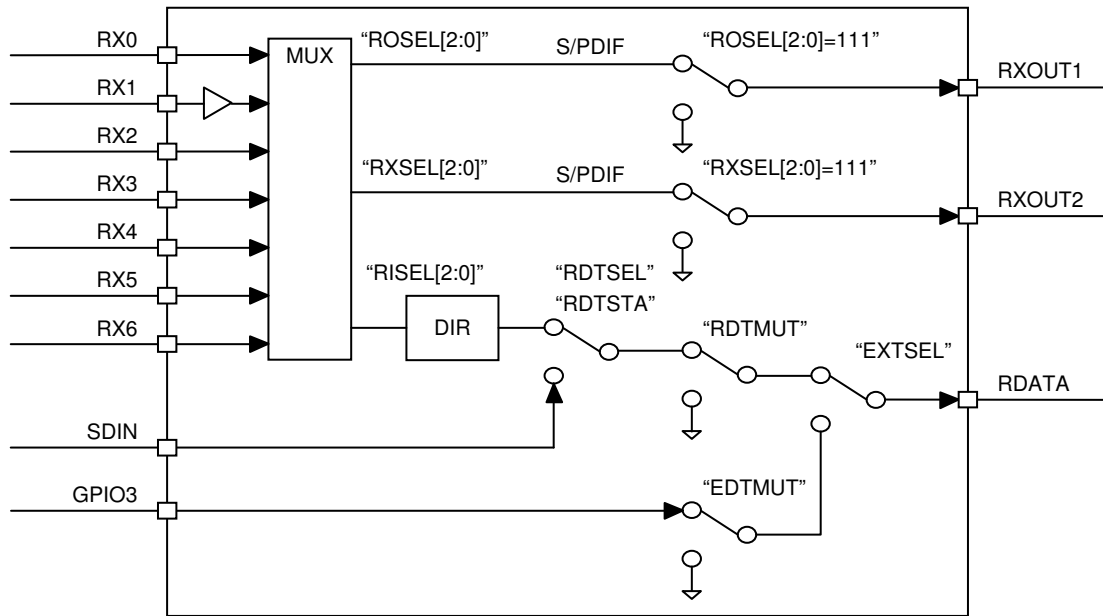 RX0
RX1
RX2
RX3
RX4
RX5
RX6
SDIN
GPIO3
MUX
“ROSEL[2:0]”
S/PDIF
“ROSEL[2:0]=111”
RXOUT1
“RXSEL[2:0]”
S/PDIF
“RXSEL[2:0]=111”
RXOUT2
“RISEL[2:0]”
DIR
“RDTSEL”
“RDTSTA”
“RDTMUT”
“EXTSEL”
RDATA
“EDTMUT”